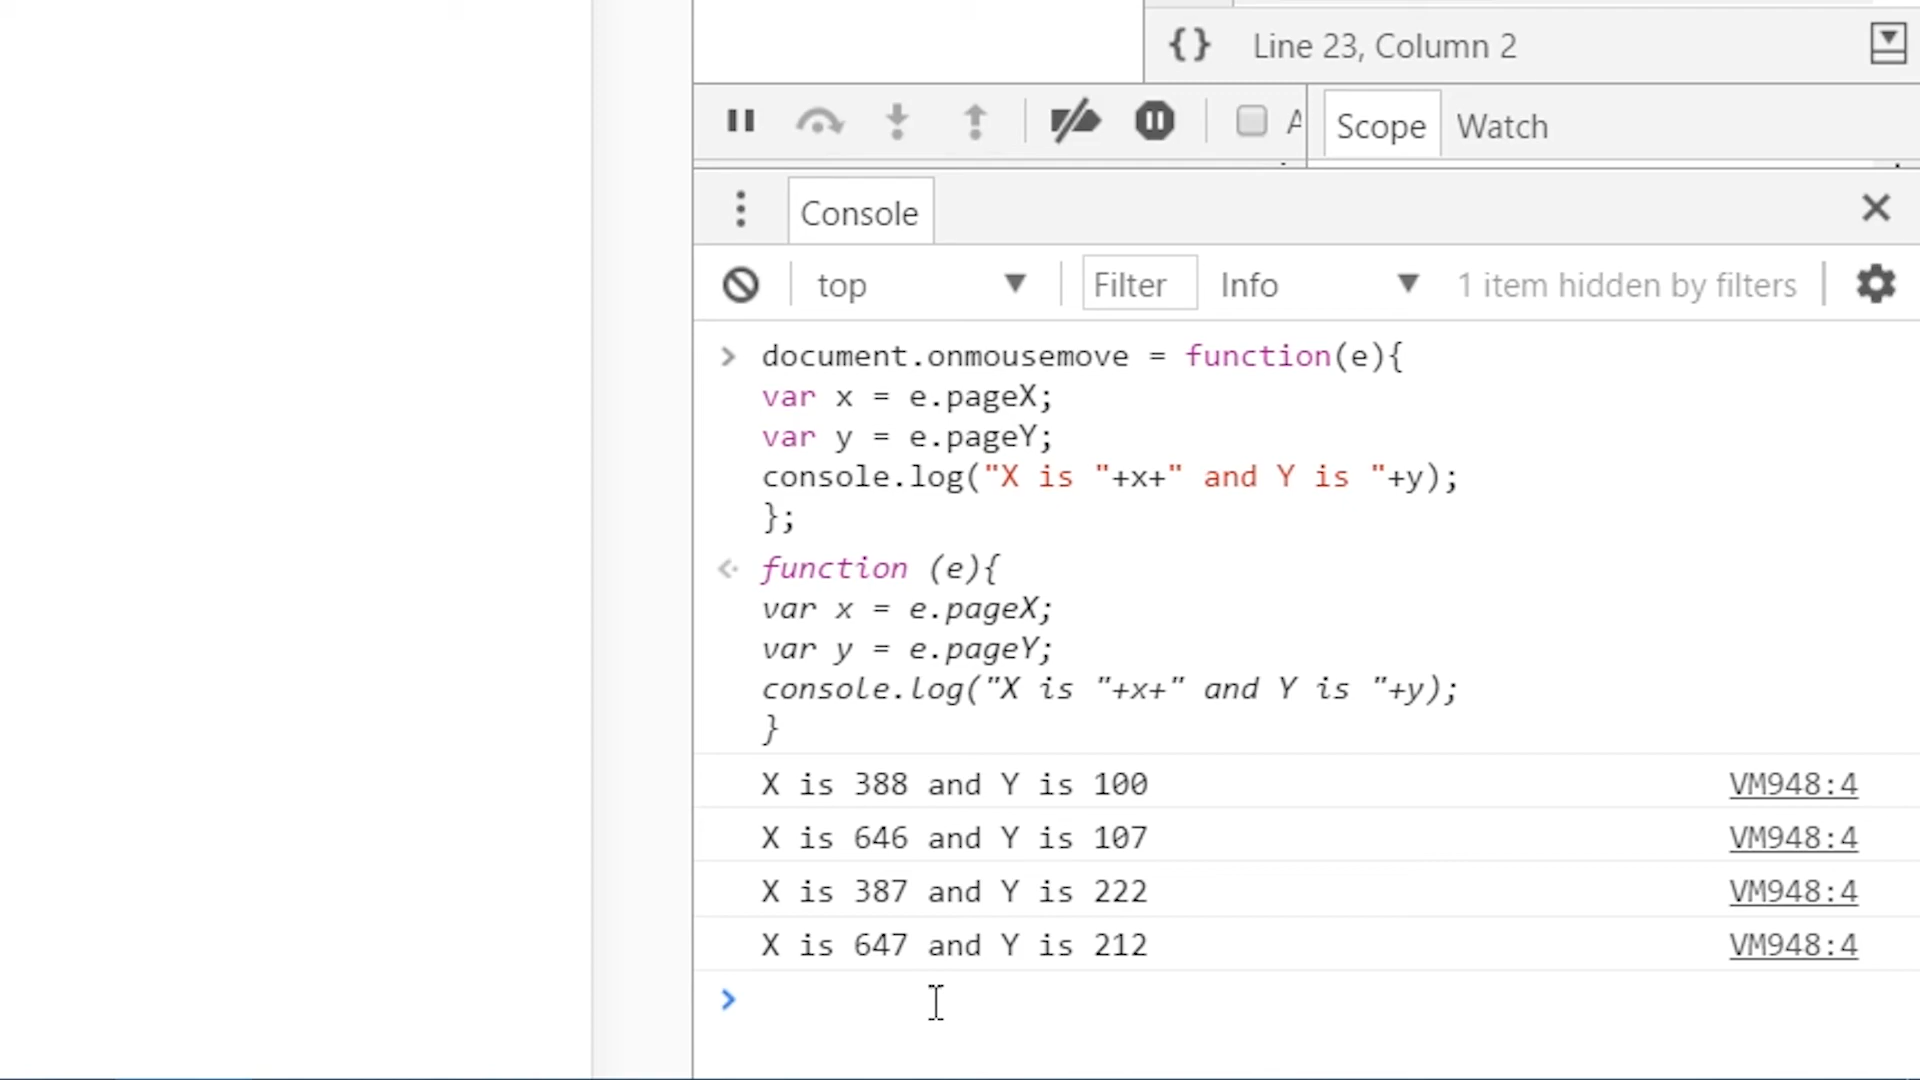 {} Line 23, Column 2
A Scope Watch
Console
top Filter Info 1 item hidden by filters
> document.onmousemove = function(e){
var x = e.pageX;
var y = e.pageY;
console.log("X is "+x+" and Y is "+y);
};
function (e){
var x = e.pageX;
var y = e.pageY;
console.log("X is "+x+" and Y is "+y);
}
X is 388 and Y is 100 VM948:4
X is 646 and Y is 107 VM948:4
X is 387 and Y is 222 VM948:4
X is 647 and Y is 212 VM948:4
>